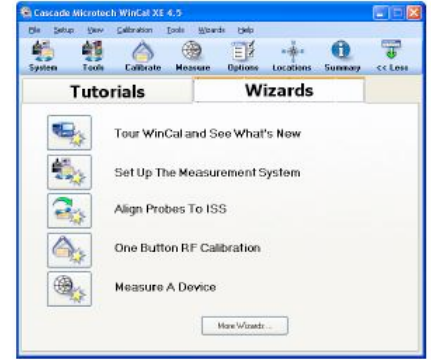 Cascade Microtech WinCal XE 4.5
File Setup View Calibration Tools Wizards Help
System Tools Calibrate Measure Options Locations Summary << Less
Tutorials Wizards
Tour WinCal and See What's New
Set Up The Measurement System
Align Probes To ISS
One Button RF Calibration
Measure A Device
More Wizards ...